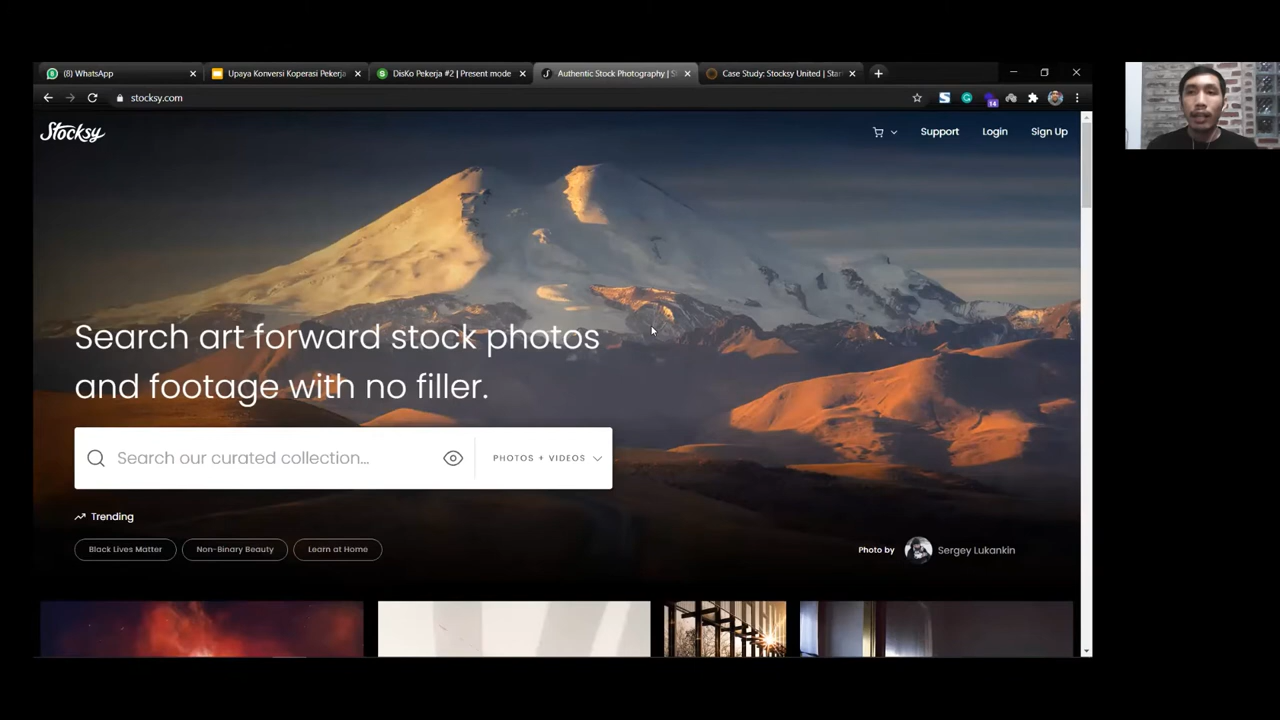 (8) WhatsApp
Upaya Konversi Koperasi Pekerja
DisKo Pekerja #2 | Present mode
Authentic Stock Photography | S
Case Study: Stocksy United | Star
stocksy.com
14
Stocksy
Support
Login
Sign Up
Search art forward stock photos
and footage with no filler.
Search our curated collection...
PHOTOS + VIDEOS
Trending
Black Lives Matter
Non-Binary Beauty
Learn at Home
Photo by
Sergey Lukankin